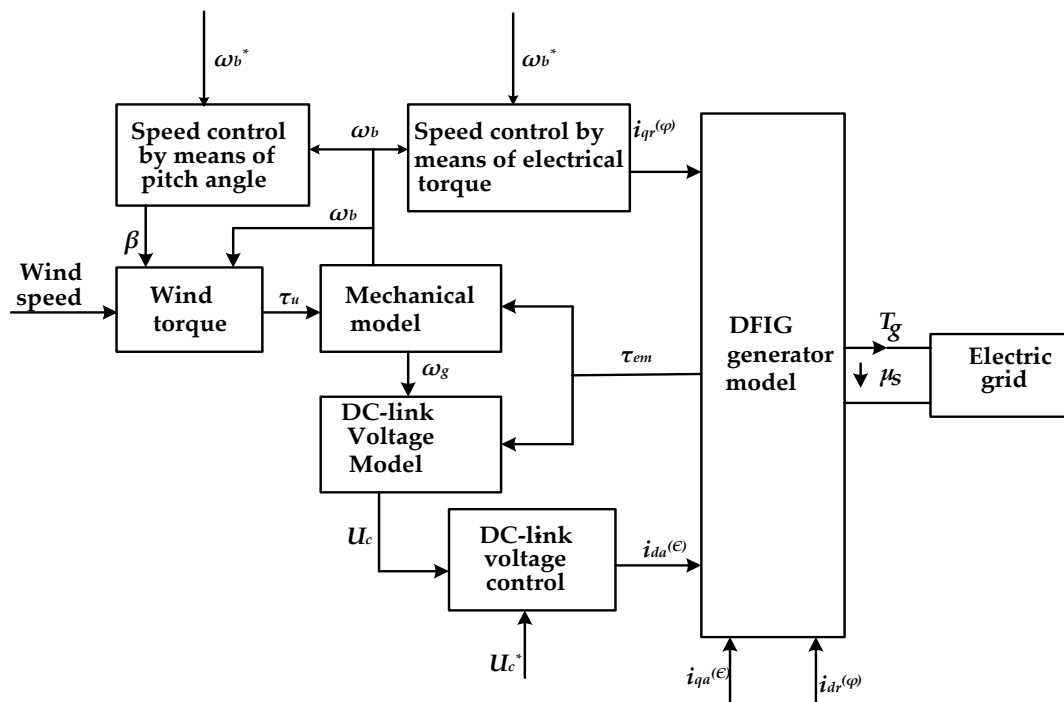 ωb*
ωb*
Speed control
by means of
pitch angle
ωb
Speed control by
means of electrical
torque
iqr(φ)
β
ωb
Wind
speed
Wind
torque
τu
Mechanical
model
DFIG
generator
model
Tg
μs
Electric
grid
τem
ωg
DC-link
Voltage
Model
Uc
DC-link
voltage
control
ida(ϵ)
Uc*
iqa(ϵ)
idr(φ)